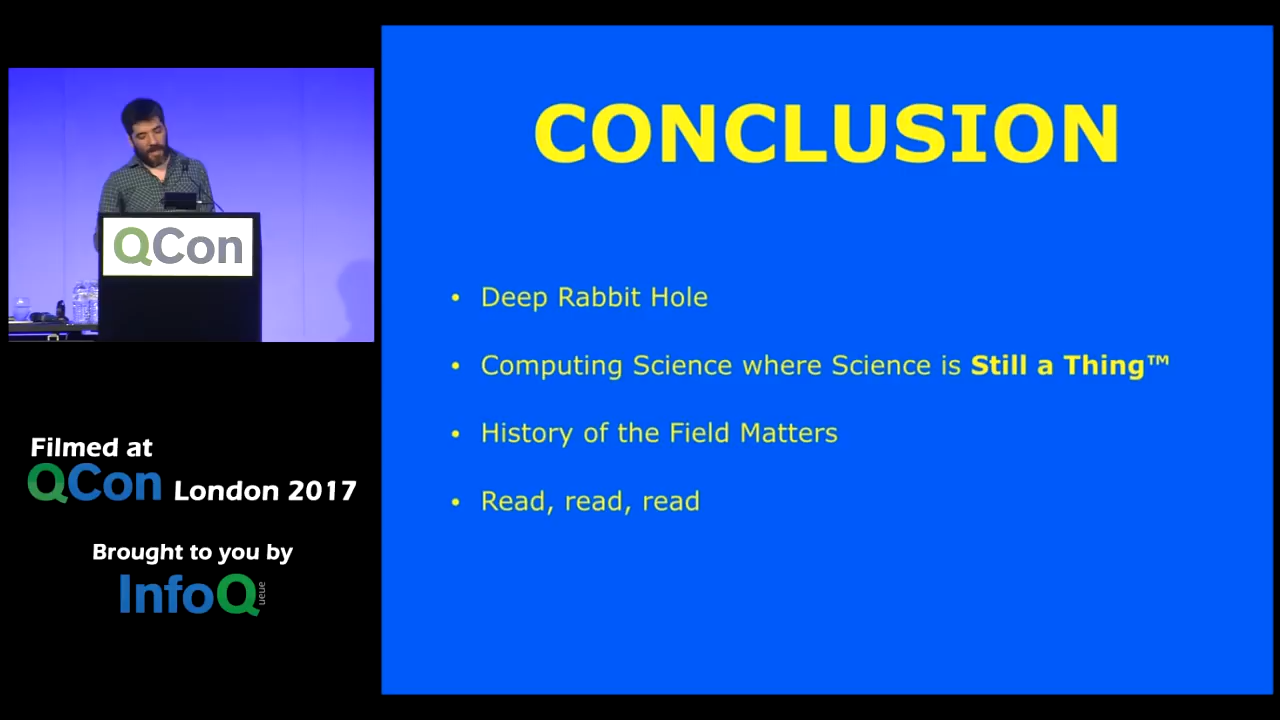 QCon
Filmed at
QCon London 2017
Brought to you by
InfoQ
ueue
CONCLUSION
• Deep Rabbit Hole
• Computing Science where Science is Still a Thing™
• History of the Field Matters
• Read, read, read